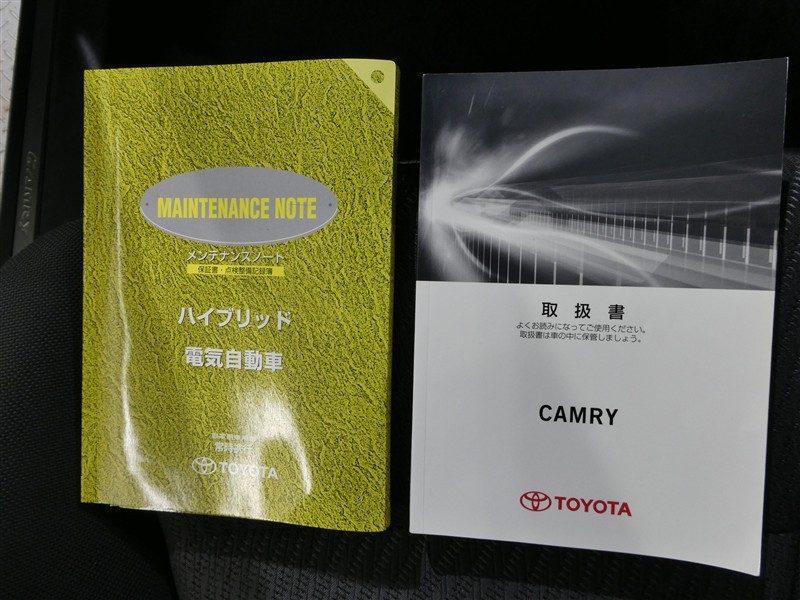 MAINTENANCE NOTE
メンテナンスノート
保証書・点検整備記録簿
ハイブリッド
電気自動車
TOYOTA
取扱書
よくお読みになってご使用ください。
取扱書は車の中に保管しましょう。
CAMRY
TOYOTA
CAMRY